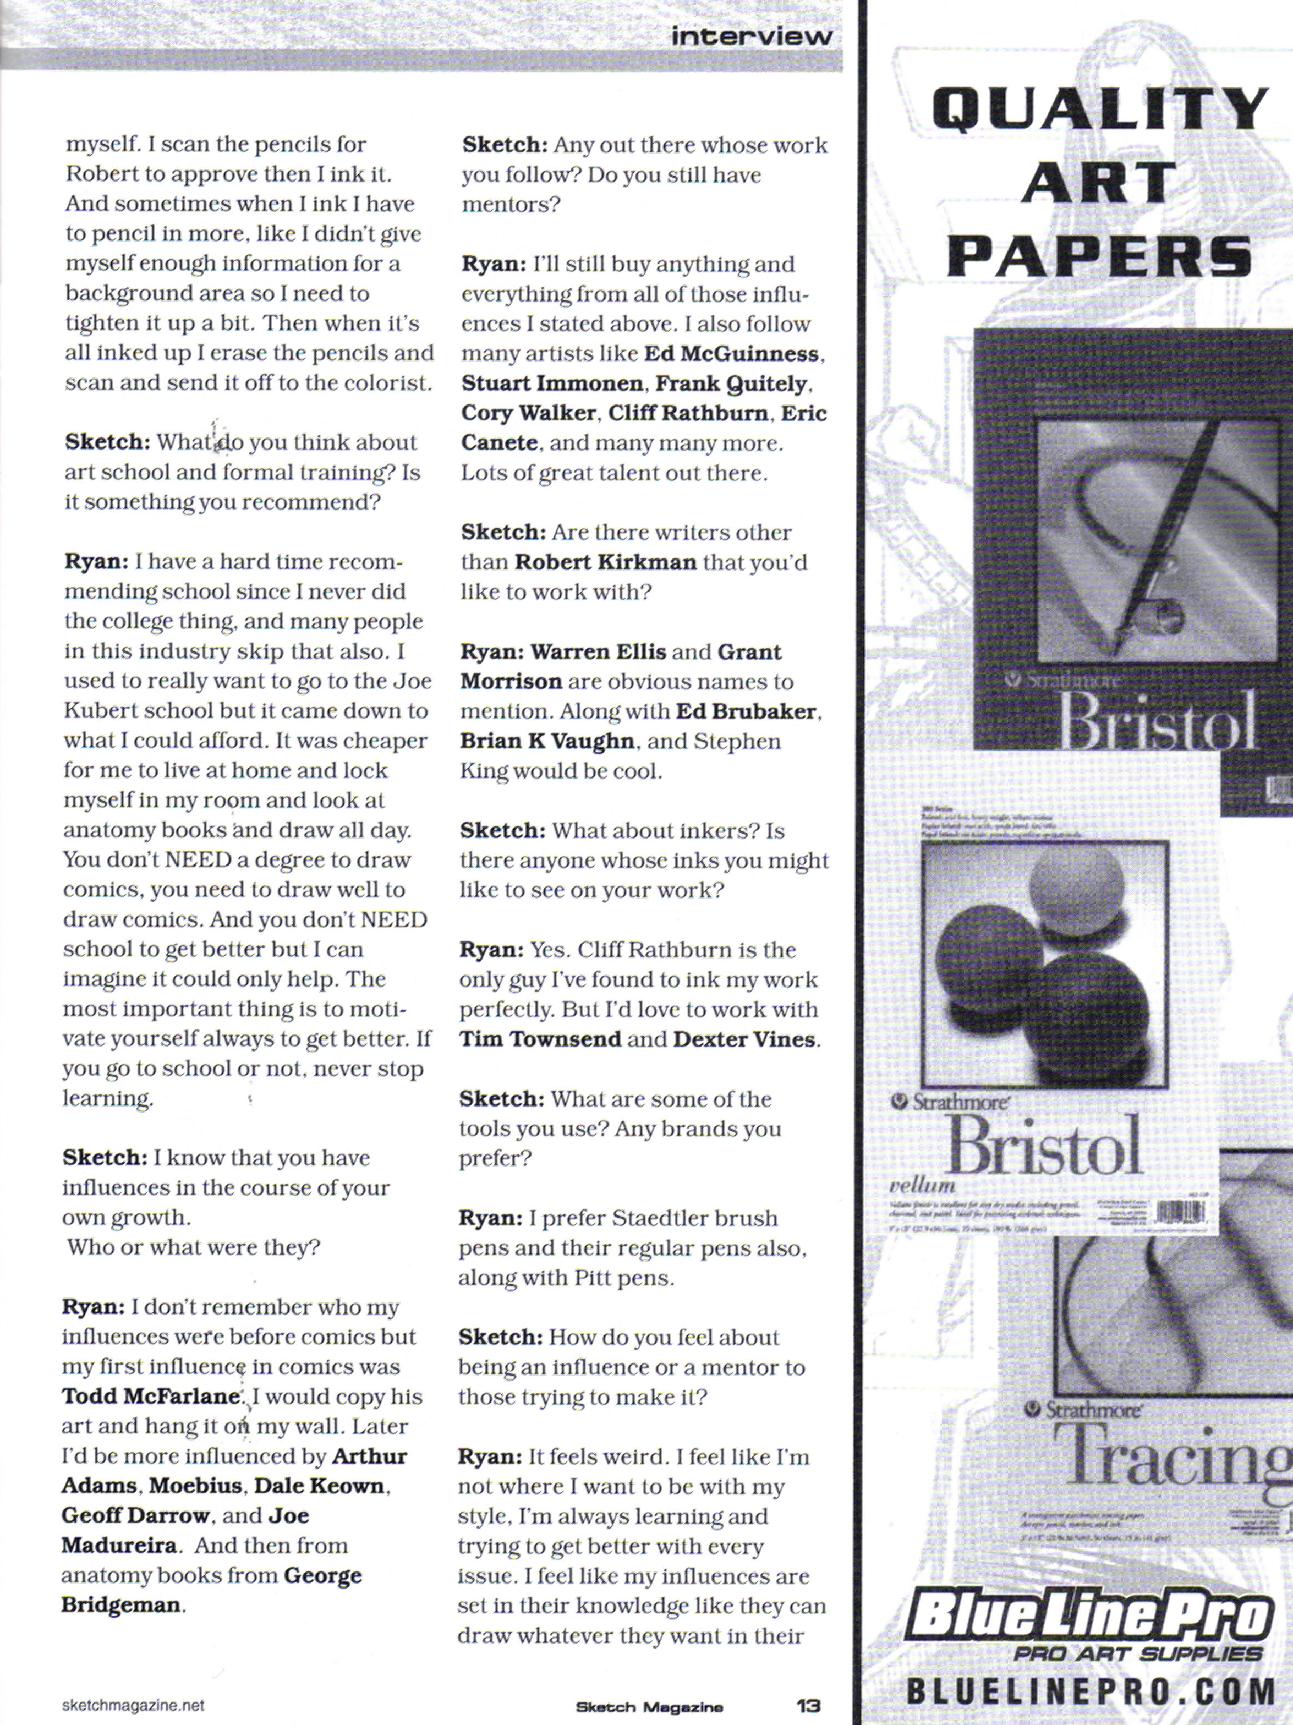 interview
myself. I scan the pencils for
Robert to approve then I ink it.
And sometimes when I ink I have
to pencil in more, like I didn't give
myself enough information for a
background area so I need to
tighten it up a bit. Then when it's
all inked up I erase the pencils and
scan and send it off to the colorist.
Sketch: What do you think about
art school and formal training? Is
it something you recommend?
Ryan: I have a hard time recom-
mending school since I never did
the college thing, and many people
in this industry skip that also. I
used to really want to go to the Joe
Kubert school but it came down to
what I could afford. It was cheaper
for me to live at home and lock
myself in my room and look at
anatomy books and draw all day.
You don't NEED a degree to draw
comics, you need to draw well to
draw comics. And you don't NEED
school to get better but I can
imagine it could only help. The
most important thing is to moti-
vate yourself always to get better. If
you go to school or not, never stop
learning.
Sketch: I know that you have
influences in the course of your
own growth.
Who or what were they?
Ryan: I don't remember who my
influences were before comics but
my first influence in comics was
Todd McFarlane. I would copy his
art and hang it on my wall. Later
I'd be more influenced by Arthur
Adams, Moebius, Dale Keown,
Geoff Darrow, and Joe
Madureira. And then from
anatomy books from George
Bridgeman.
Sketch: Any out there whose work
you follow? Do you still have
mentors?
Ryan: I'll still buy anything and
everything from all of those influ-
ences I stated above. I also follow
many artists like Ed McGuinness,
Stuart Immonen, Frank Quitely,
Cory Walker, Cliff Rathburn, Eric
Canete, and many many more.
Lots of great talent out there.
Sketch: Are there writers other
than Robert Kirkman that you'd
like to work with?
Ryan: Warren Ellis and Grant
Morrison are obvious names to
mention. Along with Ed Brubaker,
Brian K Vaughn, and Stephen
King would be cool.
Sketch: What about inkers? Is
there anyone whose inks you might
like to see on your work?
Ryan: Yes. Cliff Rathburn is the
only guy I've found to ink my work
perfectly. But I'd love to work with
Tim Townsend and Dexter Vines.
Sketch: What are some of the
tools you use? Any brands you
prefer?
Ryan: I prefer Staedtler brush
pens and their regular pens also,
along with Pitt pens.
Sketch: How do you feel about
being an influence or a mentor to
those trying to make it?
Ryan: It feels weird. I feel like I'm
not where I want to be with my
style, I'm always learning and
trying to get better with every
issue. I feel like my influences are
set in their knowledge like they can
draw whatever they want in their
sketchmagazine.net
Sketch Magazine 13
QUALITY
ART
PAPERS
Strathmore
Bristol
Strathmore
Bristol
vellum
Strathmore
Tracing
Blue Line Pro
PRO ART SUPPLIES
BLUELINEPRO.COM